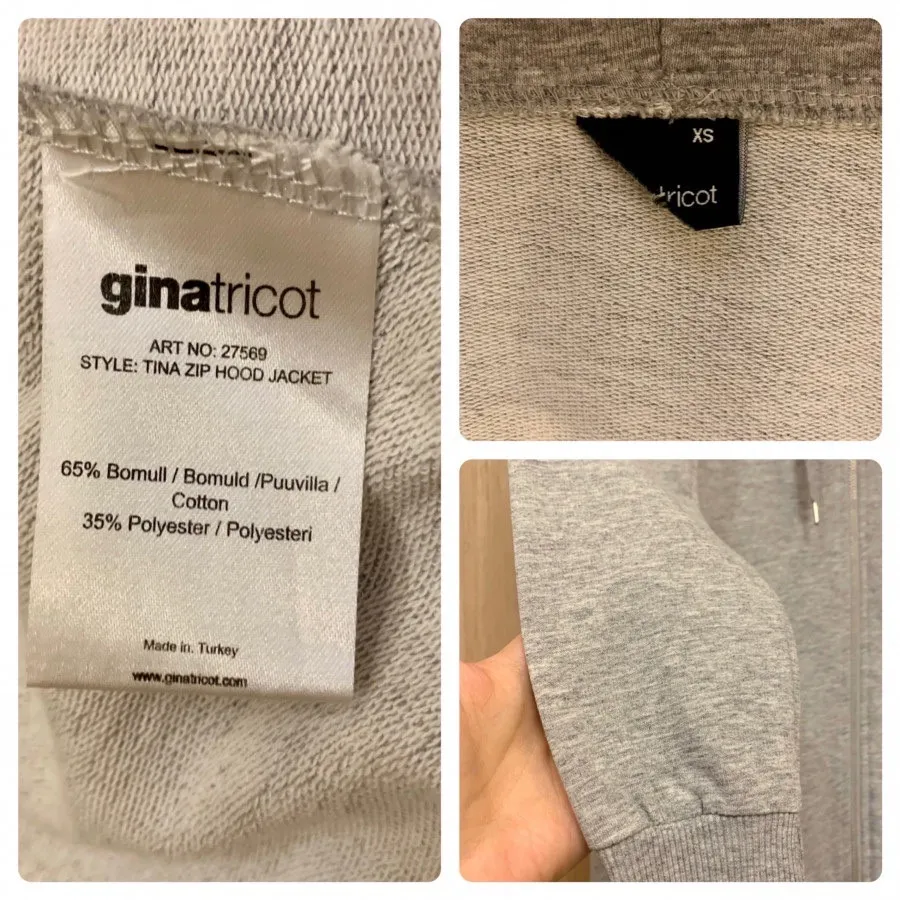 ginatricot
ART NO: 27569
STYLE: TINA ZIP HOOD JACKET
65% Bomull / Bomuld /Puuvilla /
Cotton
35% Polyester / Polyesteri
Made in. Turkey
www.ginatricot.com
XS
tricot